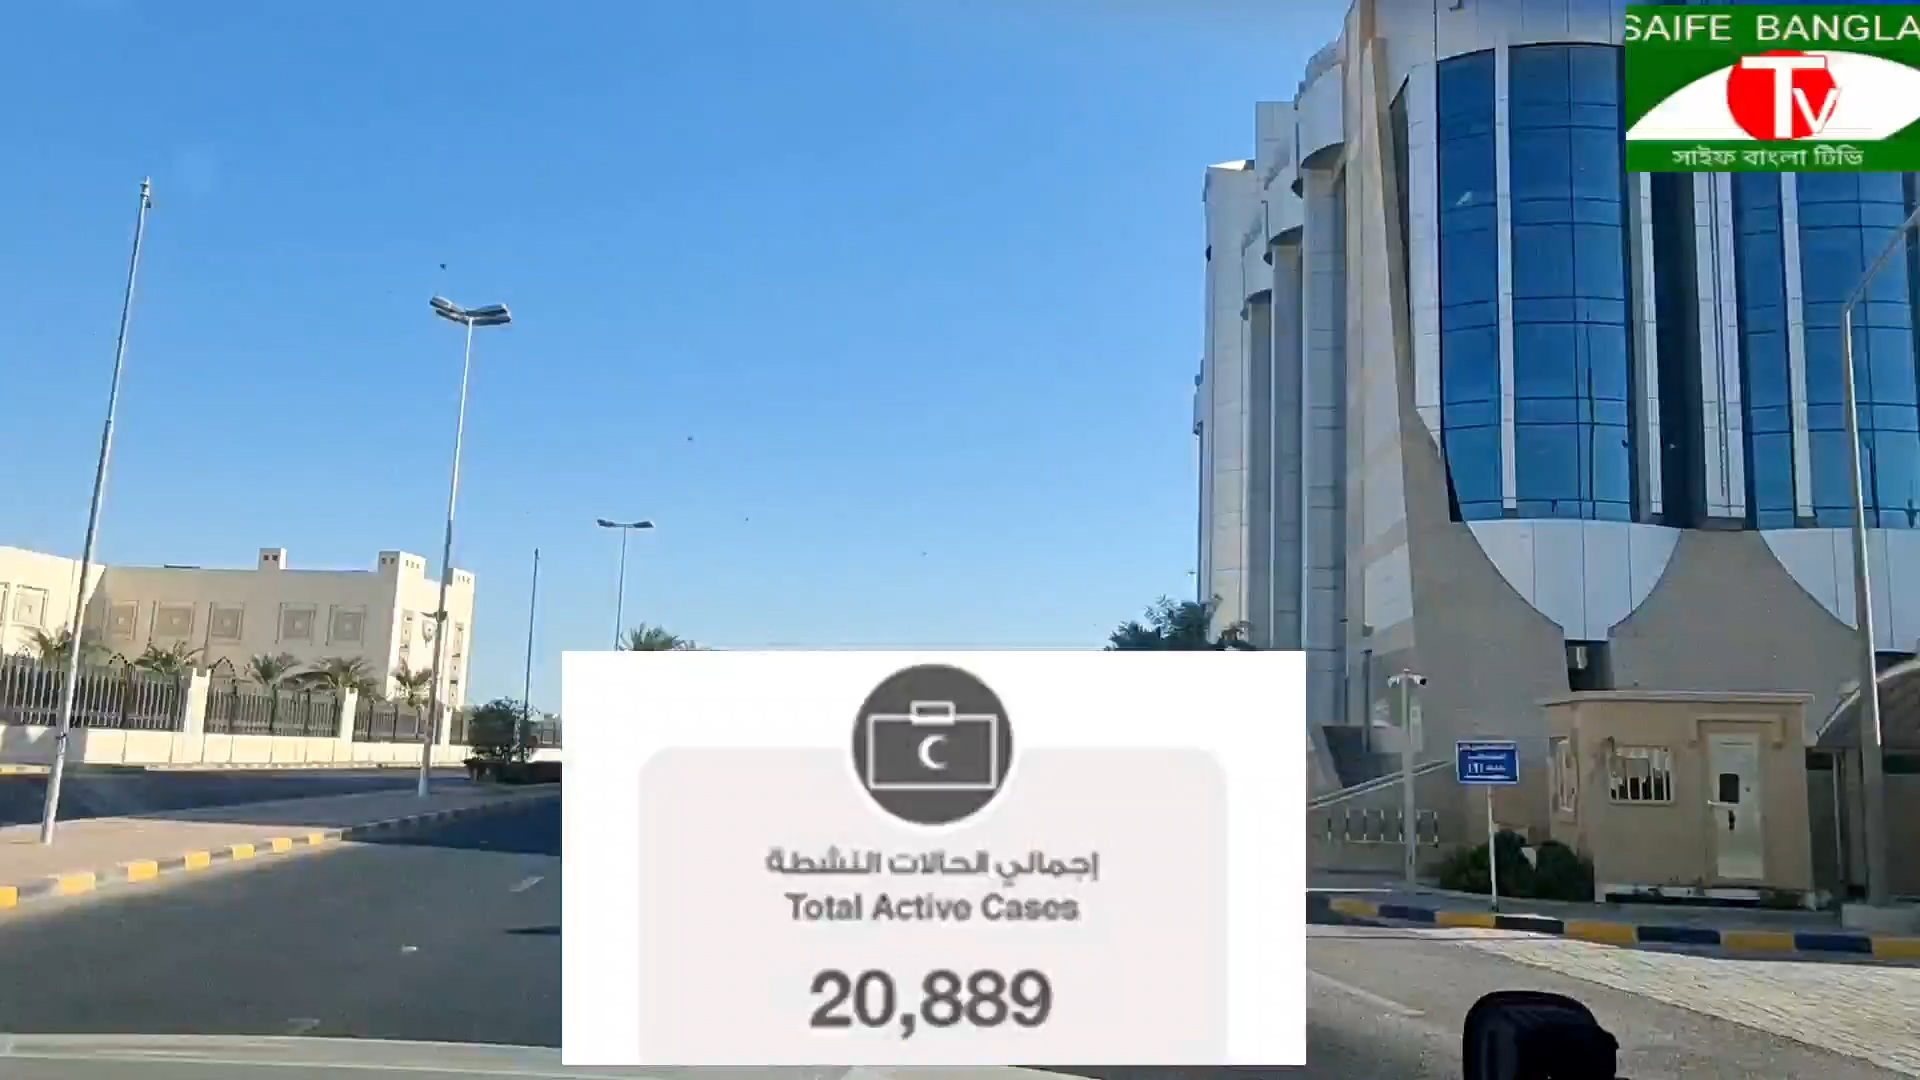 SAIFE BANGLA
TV
সাইফ বাংলা টিভি
إجمالي الحالات النشطة
Total Active Cases
20,889